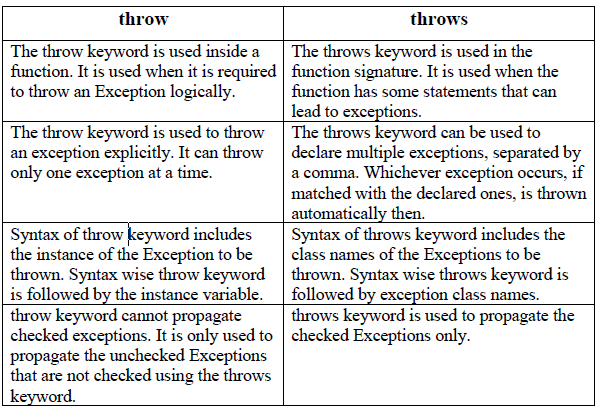 throw
throws
The throw keyword is used inside a
function. It is used when it is required
to throw an Exception logically.
The throws keyword is used in the
function signature. It is used when the
function has some statements that can
lead to exceptions.
The throw keyword is used to throw
an exception explicitly. It can throw
only one exception at a time.
The throws keyword can be used to
declare multiple exceptions, separated by
a comma. Whichever exception occurs, if
matched with the declared ones, is thrown
automatically then.
Syntax of throw keyword includes
the instance of the Exception to be
thrown. Syntax wise throw keyword
is followed by the instance variable.
Syntax of throws keyword includes the
class names of the Exceptions to be
thrown. Syntax wise throws keyword is
followed by exception class names.
throw keyword cannot propagate
checked exceptions. It is only used to
propagate the unchecked Exceptions
that are not checked using the throws
keyword.
throws keyword is used to propagate the
checked Exceptions only.